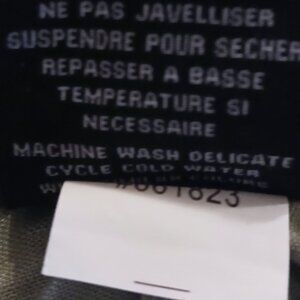 NE PAS JAVELLISER
SUSPENDRE POUR SECHER
REPASSER A BASSE
TEMPERATURE SI
NECESSAIRE
MACHINE WASH DELICATE
CYCLE COLD WATER
#061823